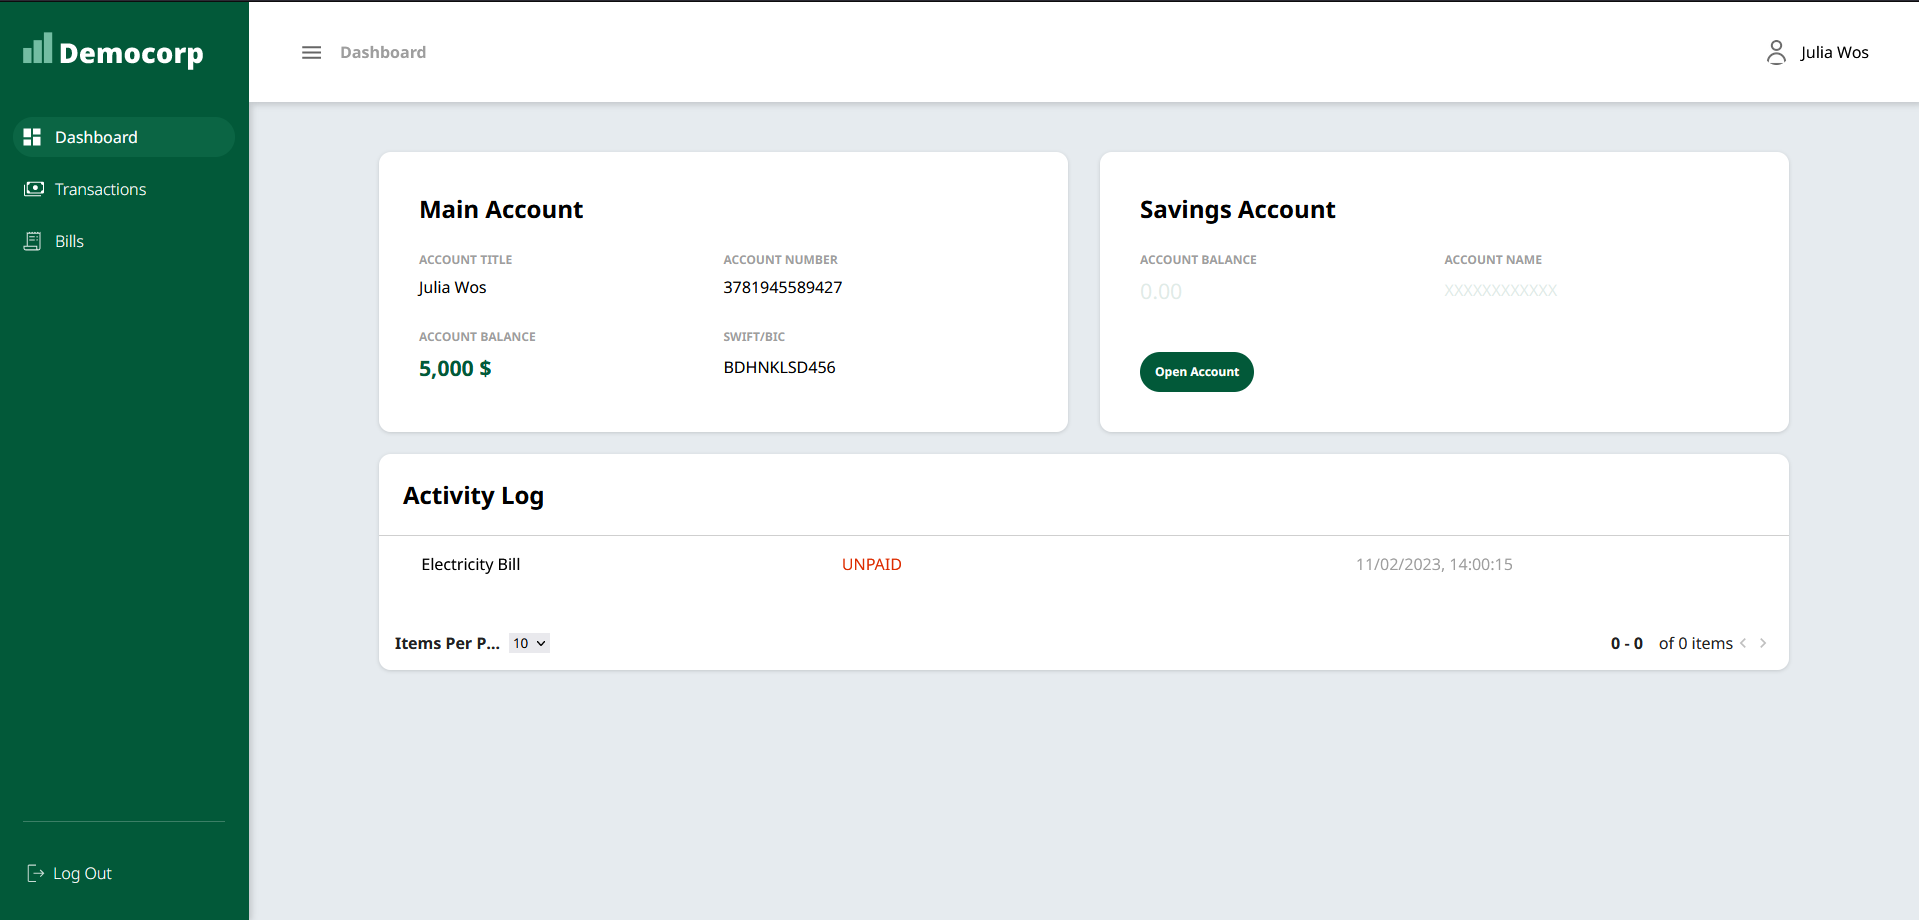 Democorp
Dashboard
Julia Wos
Dashboard
Transactions
Bills
Log Out
Main Account
ACCOUNT TITLE
ACCOUNT NUMBER
Julia Wos
3781945589427
ACCOUNT BALANCE
SWIFT/BIC
5,000 $
BDHNKLSD456
Savings Account
ACCOUNT BALANCE
ACCOUNT NAME
0.00
XXXXXXXXXXXX
Open Account
Activity Log
Electricity Bill
UNPAID
11/02/2023, 14:00:15
Items Per P...
10
0 - 0
of 0 items